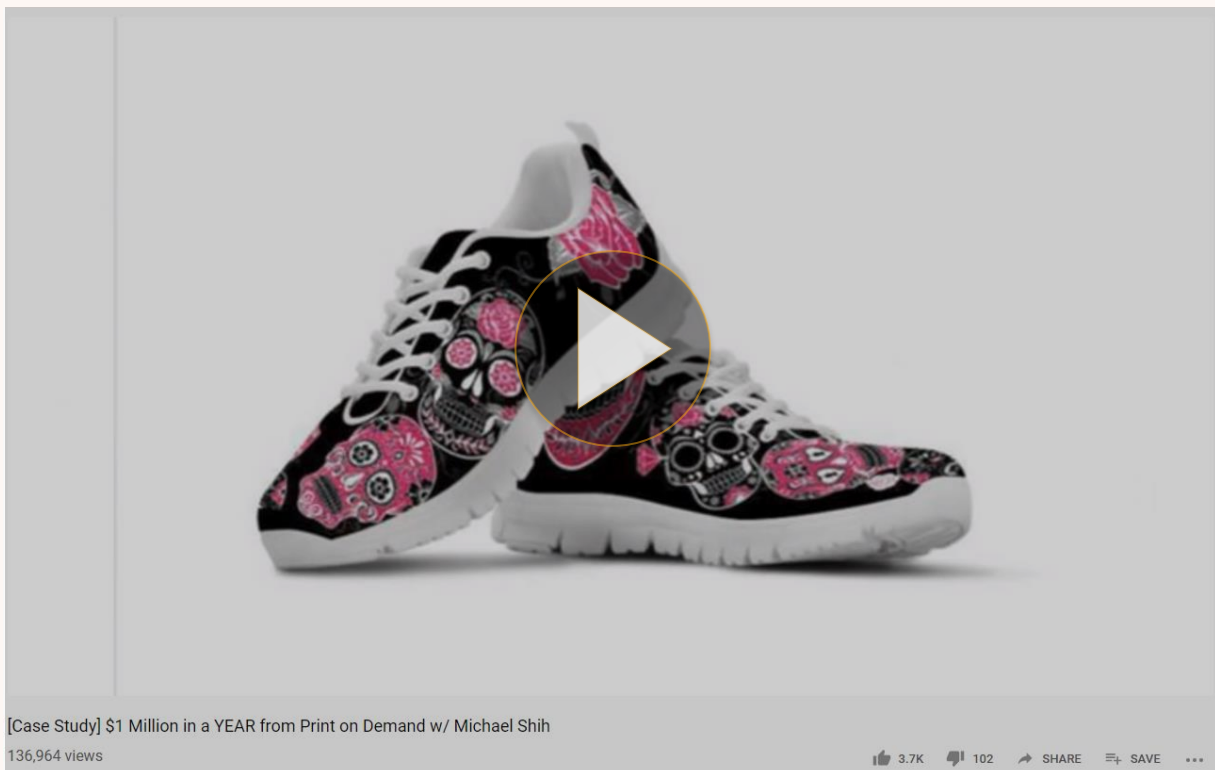 [Case Study] $1 Million in a YEAR from Print on Demand w/ Michael Shih
136,964 views
3.7K 102 SHARE SAVE